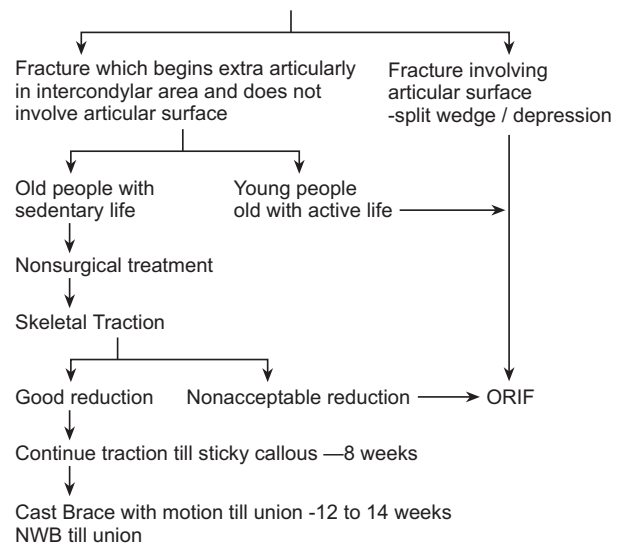 Fracture which begins extra articularly
in intercondylar area and does not
involve articular surface
Fracture involving
articular surface
-split wedge / depression
Old people with
sedentary life
Young people
old with active life
Nonsurgical treatment
Skeletal Traction
Good reduction
Nonacceptable reduction
ORIF
Continue traction till sticky callous —8 weeks
Cast Brace with motion till union -12 to 14 weeks
NWB till union